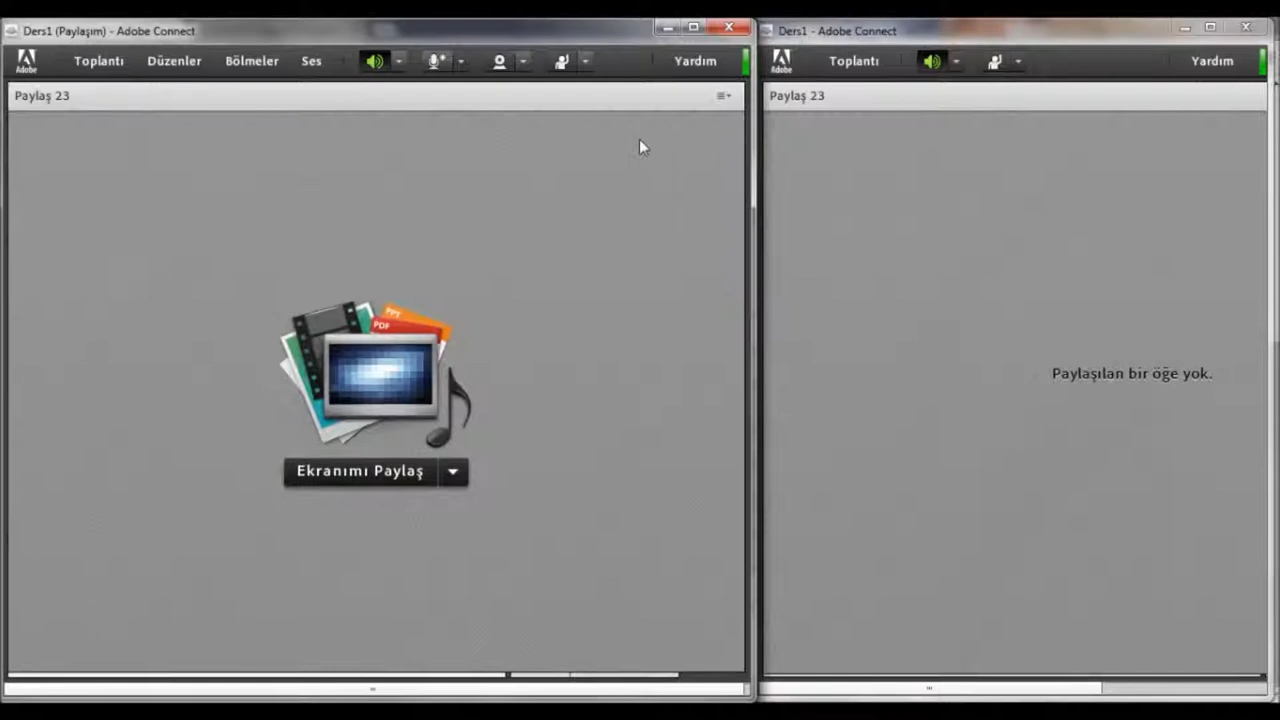 Ders1 (Paylaşım) - Adobe Connect
Adobe
Toplantı
Düzenler
Bölmeler
Ses
Yardım
Paylaş 23
PPT
PDF
Ekranımı Paylaş
Ders1 - Adobe Connect
Adobe
Toplantı
Yardım
Paylaş 23
Paylaşılan bir öğe yok.